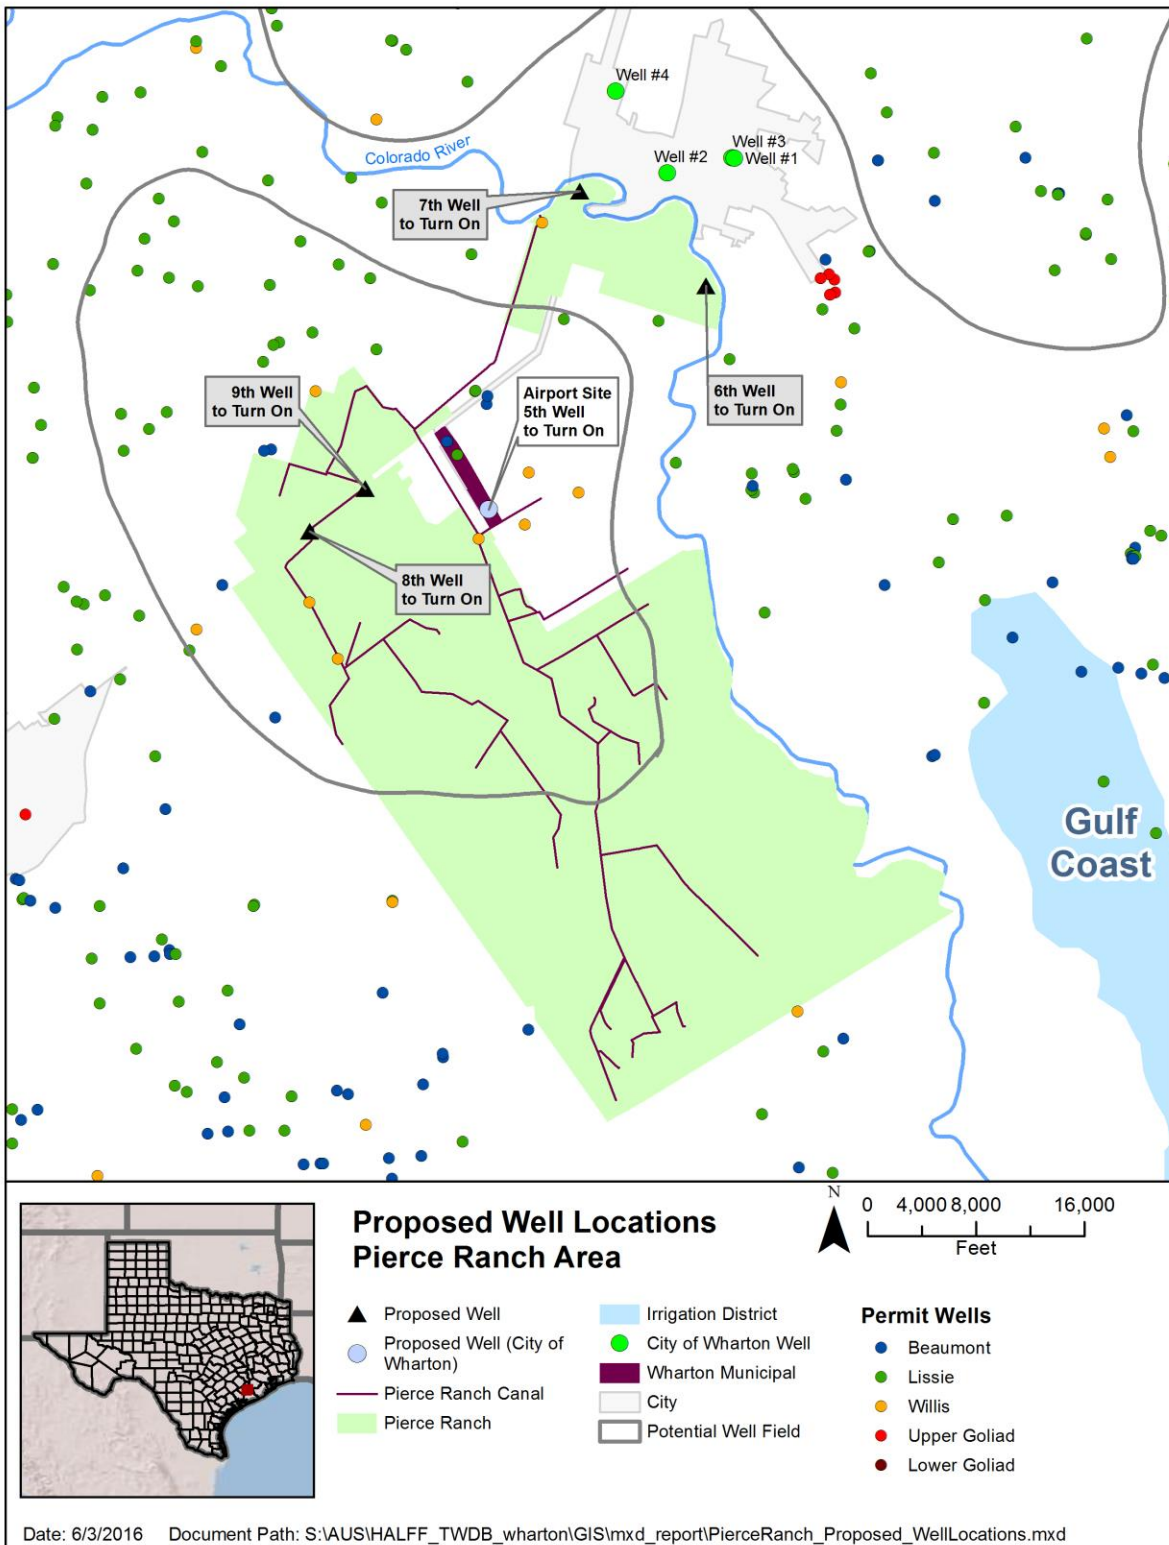 Well #4
Colorado River
Well #3
Well #2
Well #1
7th Well
to Turn On
9th Well
to Turn On
Airport Site
5th Well
to Turn On
6th Well
to Turn On
8th Well
to Turn On
Gulf
Coast
Proposed Well Locations
Pierce Ranch Area
N
0 4,000 8,000 16,000
Feet
Proposed Well
Proposed Well (City of
Wharton)
Pierce Ranch Canal
Pierce Ranch
Irrigation District
City of Wharton Well
Wharton Municipal
City
Potential Well Field
Permit Wells
Beaumont
Lissie
Willis
Upper Goliad
Lower Goliad
Date: 6/3/2016 Document Path: S:\AUS\HALFF_TWDB_wharton\GIS\mxd_report\PierceRanch_Proposed_WellLocations.mxd